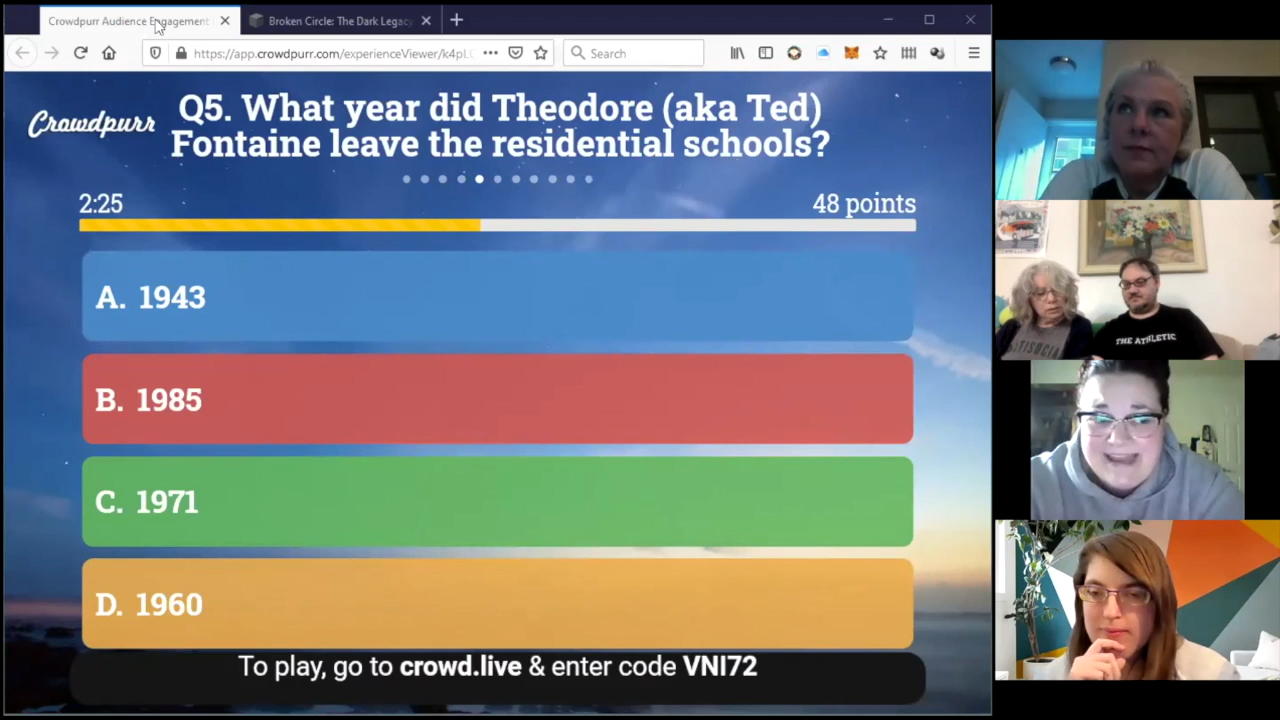 Crowdpurr Audience Engagement
Broken Circle: The Dark Legacy
https://app.crowdpurr.com/experienceViewer/k4pL
Search
Crowdpurr
Q5. What year did Theodore (aka Ted)
Fontaine leave the residential schools?
2:25
48 points
A. 1943
B. 1985
C. 1971
D. 1960
To play, go to crowd.live & enter code VNI72
THE ATHLETIC